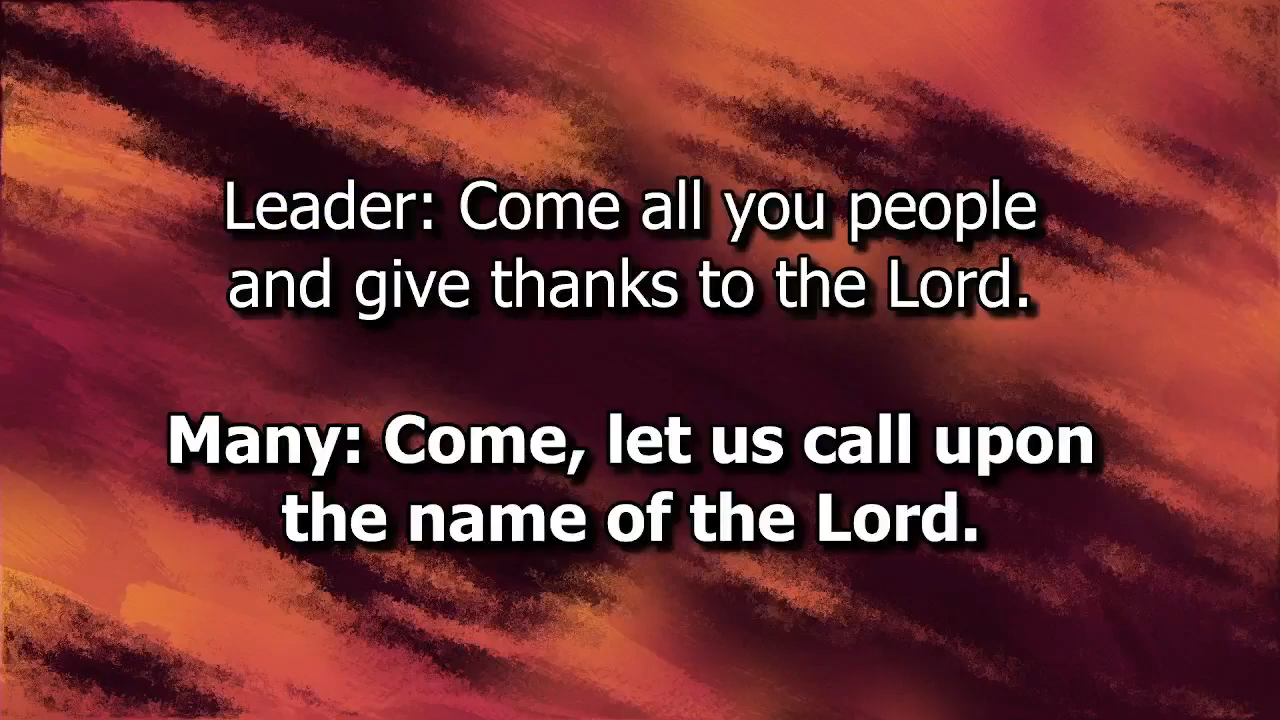 Leader: Come all you people
and give thanks to the Lord.
Many: Come, let us call upon
the name of the Lord.